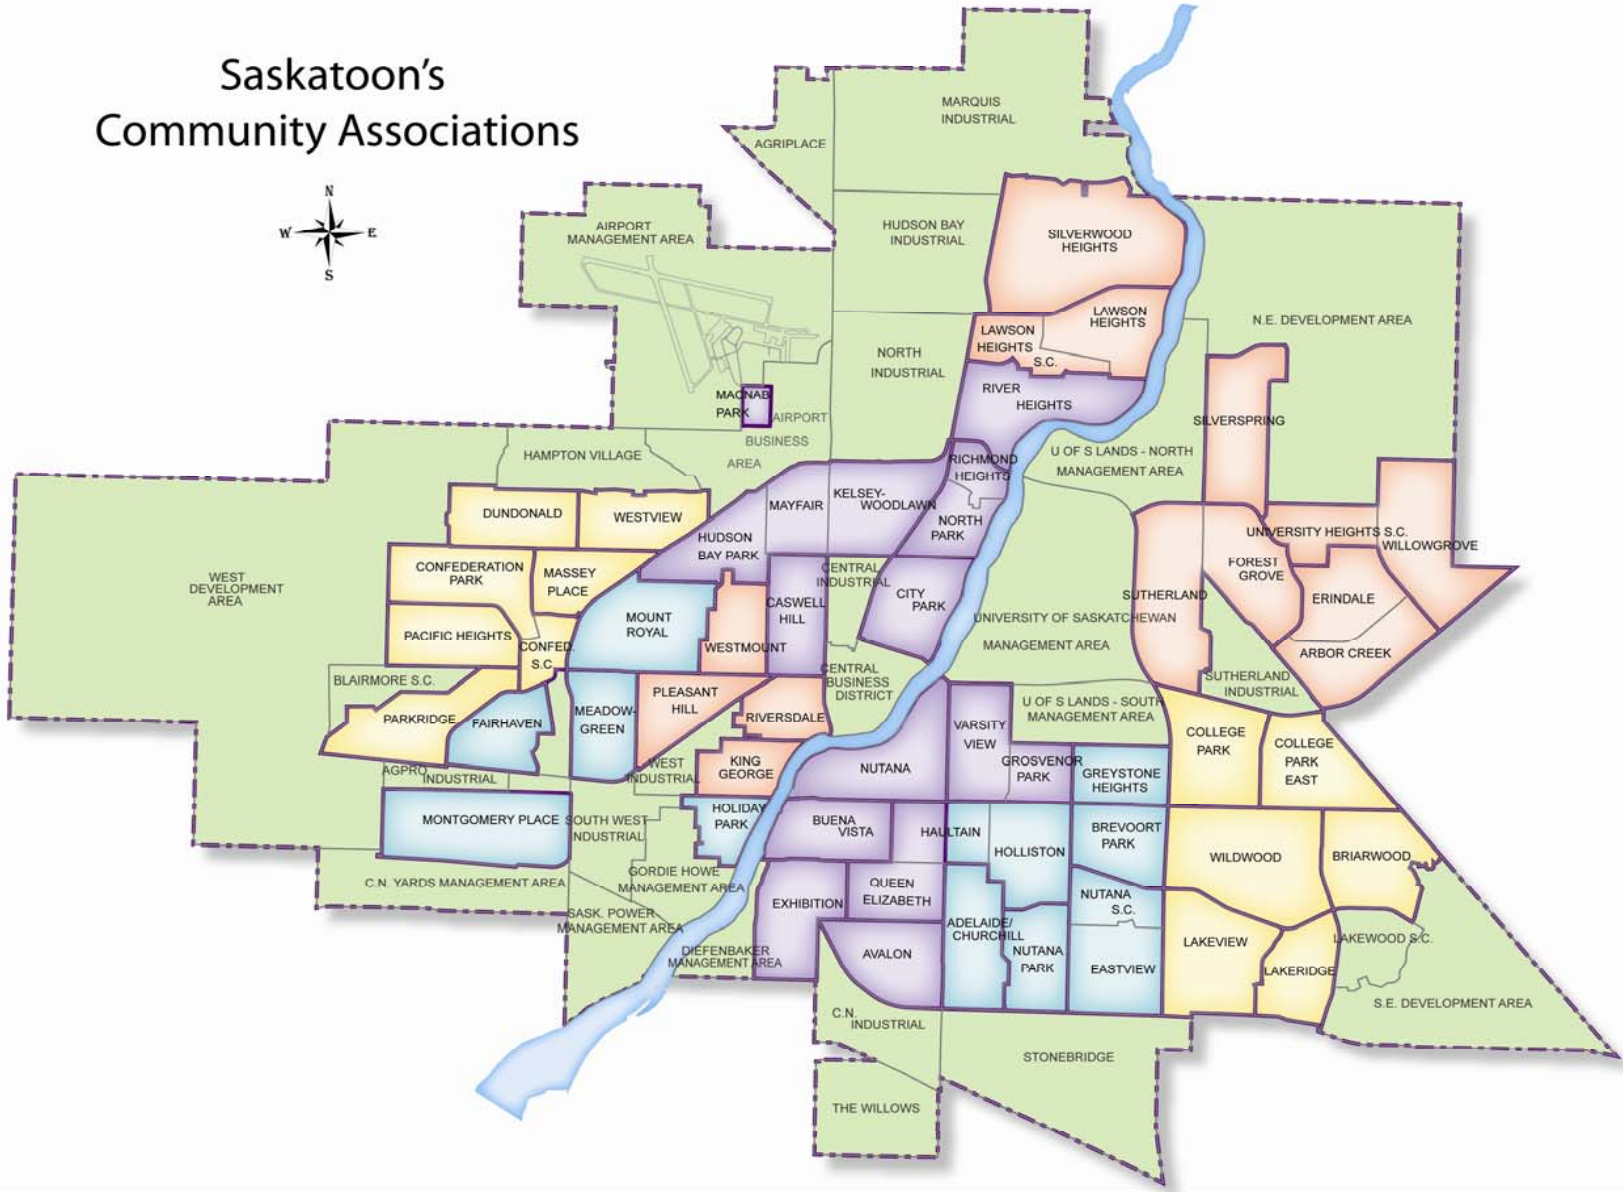 Saskatoon's
Community Associations
N
W E
S
MARQUIS
INDUSTRIAL
AGRIPLACE
HUDSON BAY
INDUSTRIAL
AIRPORT
MANAGEMENT AREA
SILVERWOOD
HEIGHTS
LAWSON
HEIGHTS
LAWSON
HEIGHTS
S.C.
N.E. DEVELOPMENT AREA
NORTH
INDUSTRIAL
RIVER
HEIGHTS
MACNAB
PARK
AIRPORT
BUSINESS
AREA
SILVERSPRING
HAMPTON VILLAGE
RICHMOND
HEIGHTS
U OF S LANDS - NORTH
MANAGEMENT AREA
DUNDONALD
WESTVIEW
MAYFAIR
KELSEY-
WOODLAWN
NORTH
PARK
HUDSON
BAY PARK
UNIVERSITY HEIGHTS S.C.
WILLOWGROVE
WEST
DEVELOPMENT
AREA
CONFEDERATION
PARK
MASSEY
PLACE
CENTRAL
INDUSTRIAL
FOREST
GROVE
ERINDALE
MOUNT
ROYAL
CASWELL
HILL
CITY
PARK
SUTHERLAND
UNIVERSITY OF SASKATCHEWAN
MANAGEMENT AREA
PACIFIC HEIGHTS
CONFED.
S.C.
WESTMOUNT
ARBOR CREEK
BLAIRMORE S.C.
CENTRAL
BUSINESS
DISTRICT
SUTHERLAND
INDUSTRIAL
PARKRIDGE
FAIRHAVEN
MEADOW-
GREEN
PLEASANT
HILL
RIVERSDALE
VARSITY
VIEW
U OF S LANDS - SOUTH
MANAGEMENT AREA
COLLEGE
PARK
COLLEGE
PARK
EAST
AGPRO
INDUSTRIAL
WEST
INDUSTRIAL
KING
GEORGE
NUTANA
GROSVENOR
PARK
GREYSTONE
HEIGHTS
MONTGOMERY PLACE
SOUTH WEST
INDUSTRIAL
HOLIDAY
PARK
BUENA
VISTA
HAULTAIN
HOLLISTON
BREVOORT
PARK
WILDWOOD
BRIARWOOD
C.N. YARDS MANAGEMENT AREA
GORDIE HOWE
MANAGEMENT AREA
EXHIBITION
QUEEN
ELIZABETH
NUTANA
S.C.
SASK. POWER
MANAGEMENT AREA
DIEFENBAKER
MANAGEMENT AREA
AVALON
ADELAIDE/
CHURCHILL
NUTANA
PARK
EASTVIEW
LAKEVIEW
LAKERIDGE
LAKEWOOD S.C.
S.E. DEVELOPMENT AREA
C.N.
INDUSTRIAL
STONEBRIDGE
THE WILLOWS